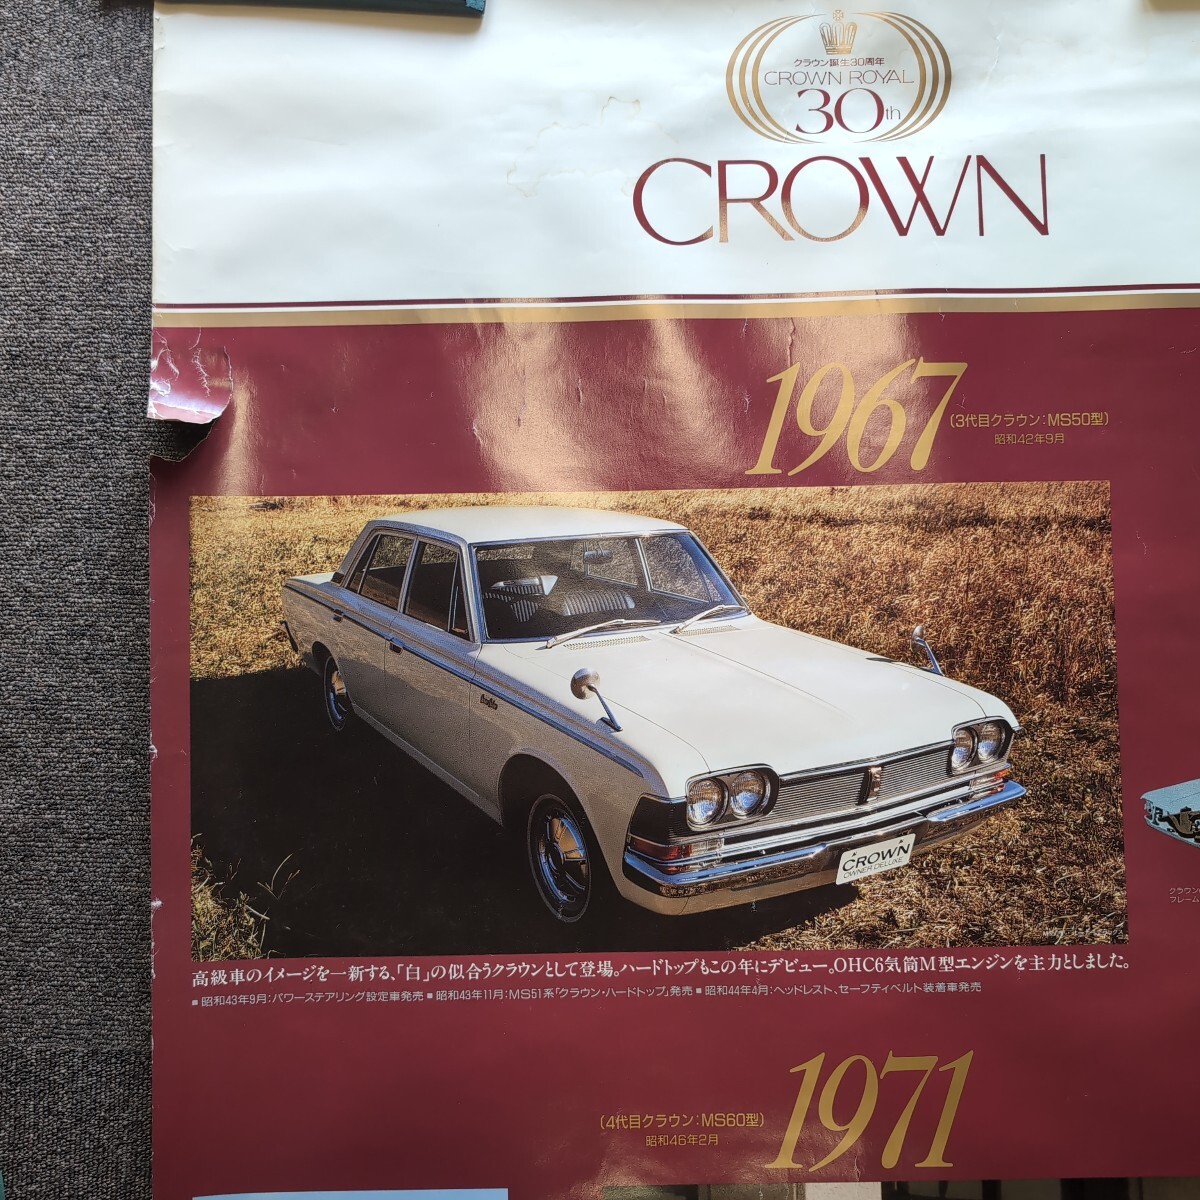 クラウン誕生30周年
CROWN ROYAL
30th
CROWN
1967
(3代目クラウン:MS50型)
昭和42年9月
CROWN
OWNER DELUXE
クラウン
フレーム
高級車のイメージを一新する、「白」の似合うクラウンとして登場。ハードトップもこの年にデビュー。OHC6気筒M型エンジンを主力としました。
■昭和43年9月:パワーステアリング設定車発売 ■昭和43年11月:MS51系「クラウン・ハードトップ」発売 ■昭和44年4月:ヘッドレスト、セーフティベルト装着車発売
1971
(4代目クラウン:MS60型)
昭和46年2月